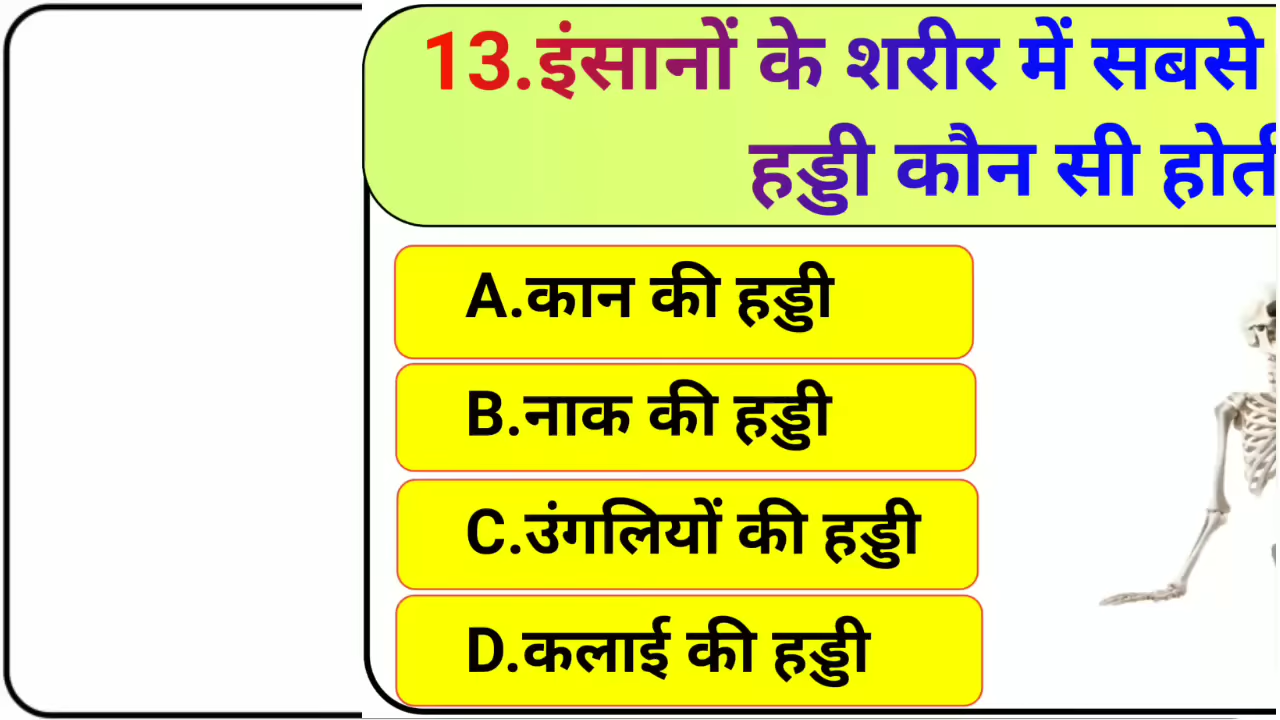 13.इंसानों के शरीर में सबसे
हड्डी कौन सी होती
A.कान की हड्डी
B.नाक की हड्डी
C.उंगलियों की हड्डी
D.कलाई की हड्डी